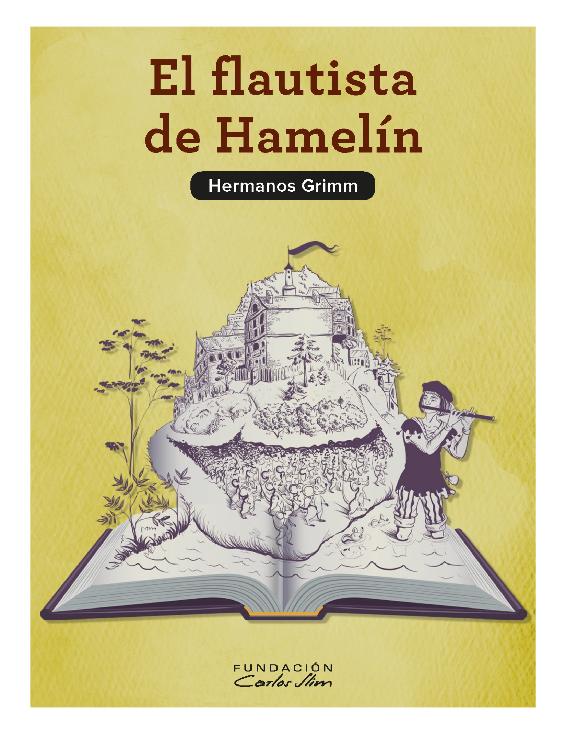 El flautista
de Hamelín
Hermanos Grimm
FUNDACIÓN
Carlos Slim